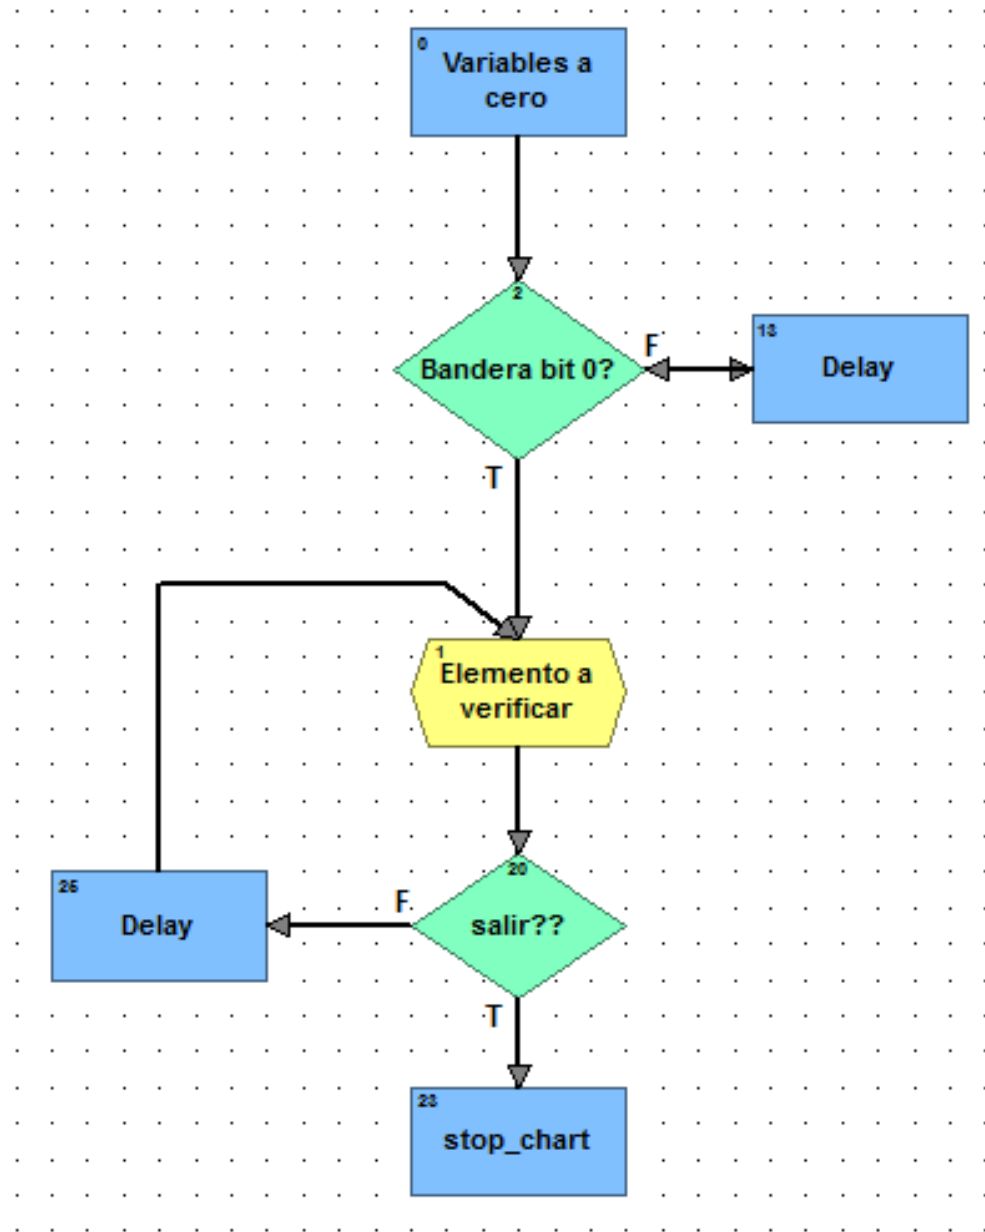 0
Variables a
cero
2
Bandera bit 0?
F
13
Delay
T
1
Elemento a
verificar
20
salir??
F
25
Delay
T
23
stop_chart